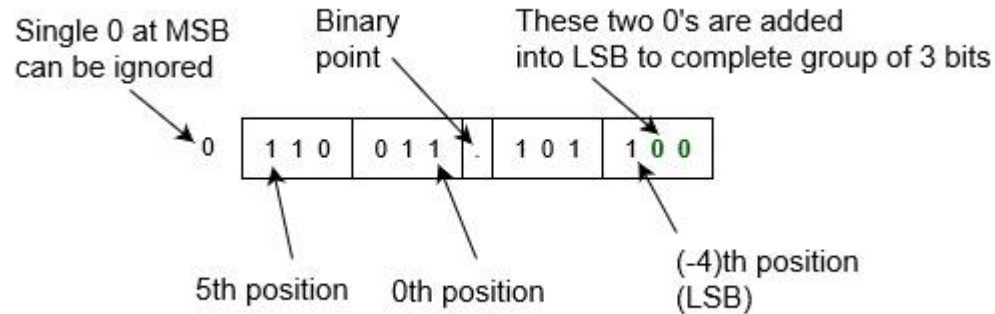 Single 0 at MSB
can be ignored
Binary
point
These two 0's are added
into LSB to complete group of 3 bits
0 1 1 0 0 1 1 . 1 0 1 1 0 0
5th position
0th position
(-4)th position
(LSB)